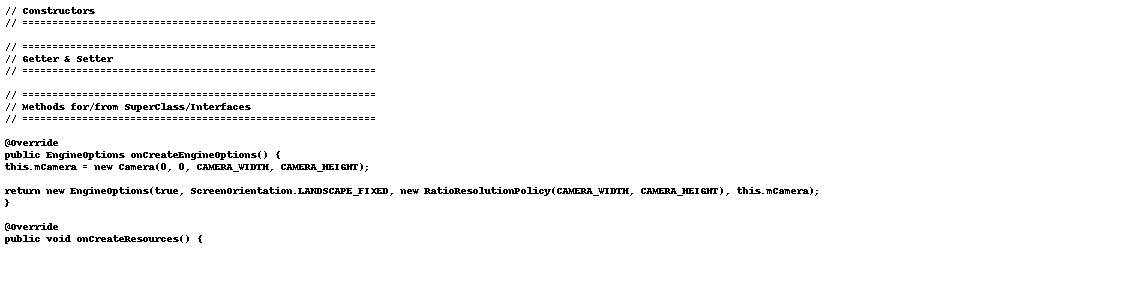 // Constructors
// ===========================================================

// ===========================================================
// Getter & Setter
// ===========================================================

// ===========================================================
// Methods for/from SuperClass/Interfaces
// ===========================================================

@Override
public EngineOptions onCreateEngineOptions() {
this.mCamera = new Camera(0, 0, CAMERA_WIDTH, CAMERA_HEIGHT);

return new EngineOptions(true, ScreenOrientation.LANDSCAPE_FIXED, new RatioResolutionPolicy(CAMERA_WIDTH, CAMERA_HEIGHT), this.mCamera);
}

@Override
public void onCreateResources() {